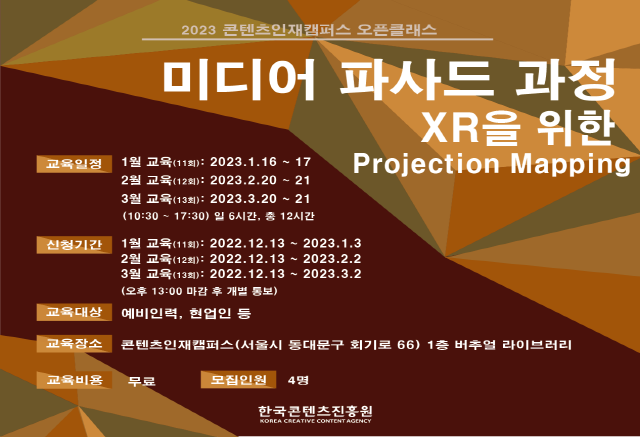 2023 콘텐츠인재캠퍼스 오픈클래스
미디어 파사드 과정
XR을 위한
Projection Mapping
교육일정 1월 교육(11회): 2023.1.16 ~ 17
2월 교육(12회): 2023.2.20 ~ 21
3월 교육(13회): 2023.3.20 ~ 21
(10:30 ~ 17:30) 일 6시간, 총 12시간
신청기간 1월 교육(11회): 2022.12.13 ~ 2023.1.3
2월 교육(12회): 2022.12.13 ~ 2023.2.2
3월 교육(13회): 2022.12.13 ~ 2023.3.2
(오후 13:00 마감 후 개별 통보)
교육대상 예비인력, 현업인 등
교육장소 콘텐츠인재캠퍼스(서울시 동대문구 회기로 66) 1층 버추얼 라이브러리
교육비용 무료 모집인원 4명
한국콘텐츠진흥원
KOREA CREATIVE CONTENT AGENCY